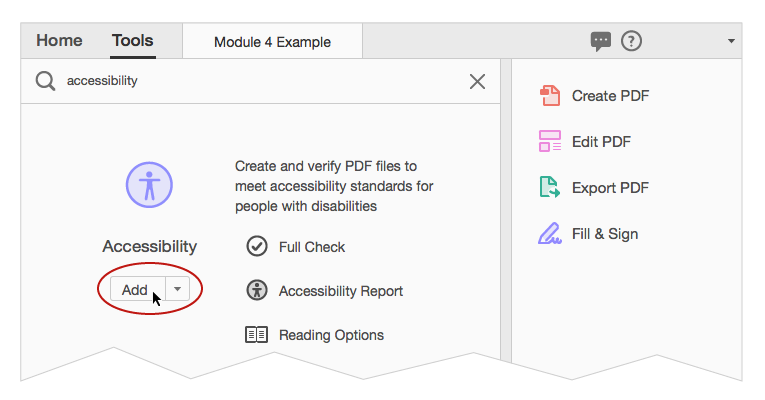 Home Tools Module 4 Example
accessibility
Create and verify PDF files to
meet accessibility standards for
people with disabilities
Accessibility
Add
Full Check
Accessibility Report
Reading Options
Create PDF
Edit PDF
Export PDF
Fill & Sign